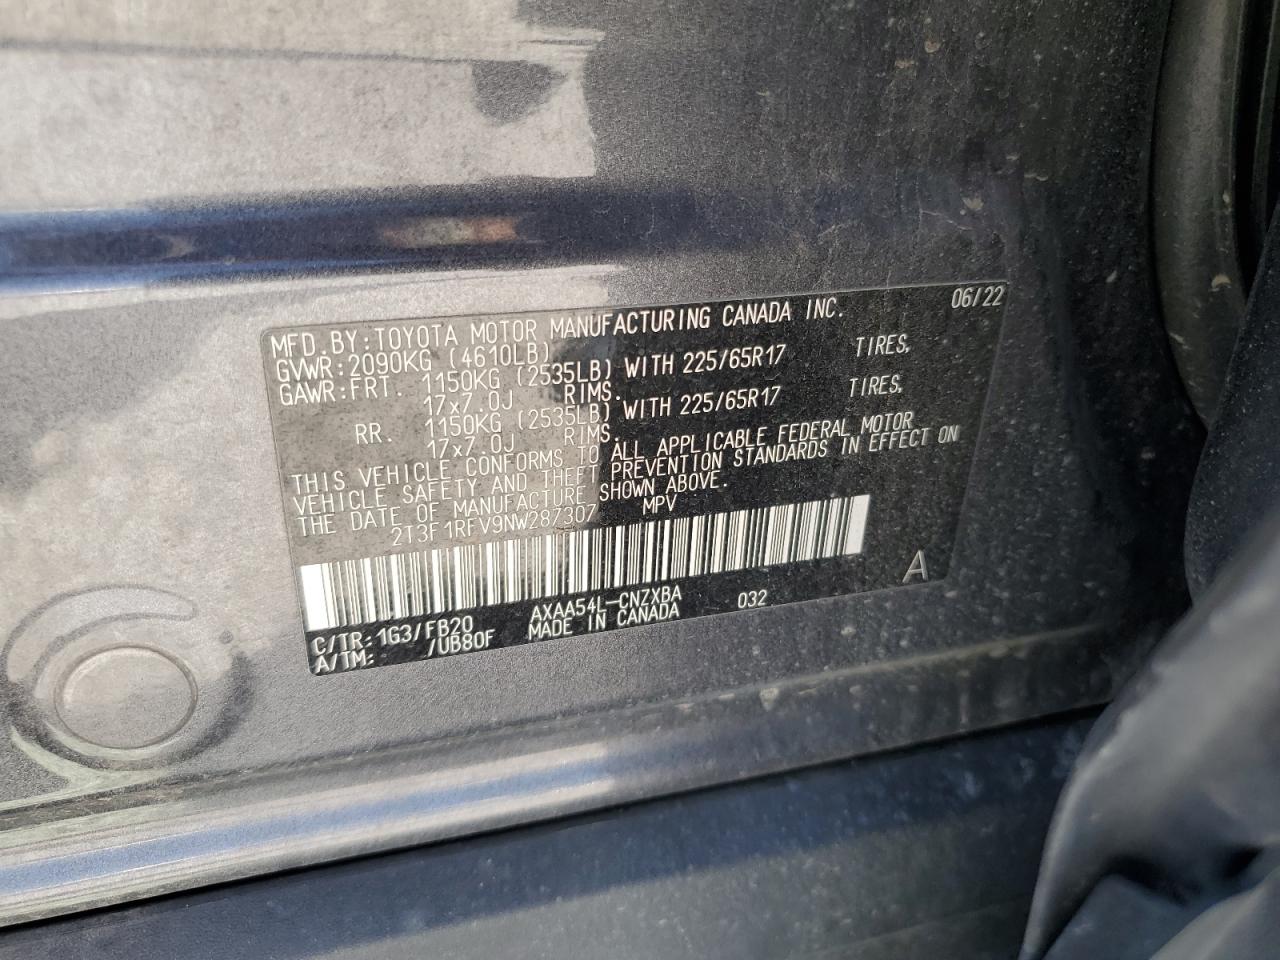 MFD.BY:TOYOTA MOTOR MANUFACTURING CANADA INC. 06/22
GVWR:2090KG (4610LB)
GAWR:FRT. 1150KG (2535LB) WITH 225/65R17 TIRES,
17x7.0J RIMS.
RR. 1150KG (2535LB) WITH 225/65R17 TIRES,
17x7.0J RIMS.
THIS VEHICLE CONFORMS TO ALL APPLICABLE FEDERAL MOTOR
VEHICLE SAFETY AND THEFT PREVENTION STANDARDS IN EFFECT ON
THE DATE OF MANUFACTURE SHOWN ABOVE.
2T3F1RFV9NW287307 MPV
A
C/TR:1G3/FB20 AXAA54L-CNZXBA 032
A/TM: /UB80F MADE IN CANADA